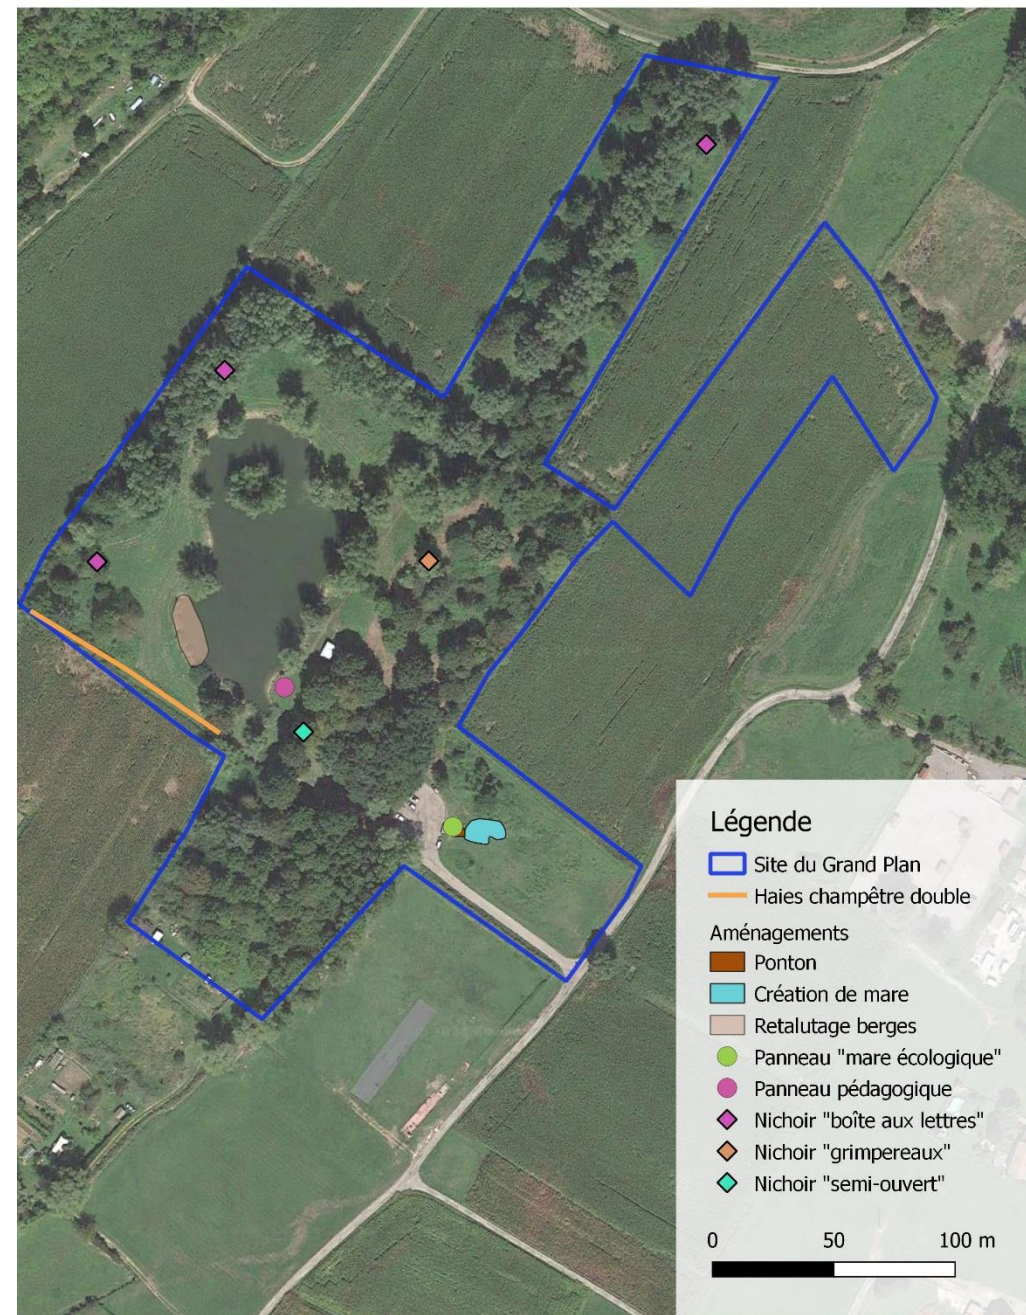 Légende
Site du Grand Plan
Haies champêtre double
Aménagements
Ponton
Création de mare
Retalutage berges
Panneau "mare écologique"
Panneau pédagogique
Nichoir "boîte aux lettres"
Nichoir "grimpereaux"
Nichoir "semi-ouvert"
0 50 100 m